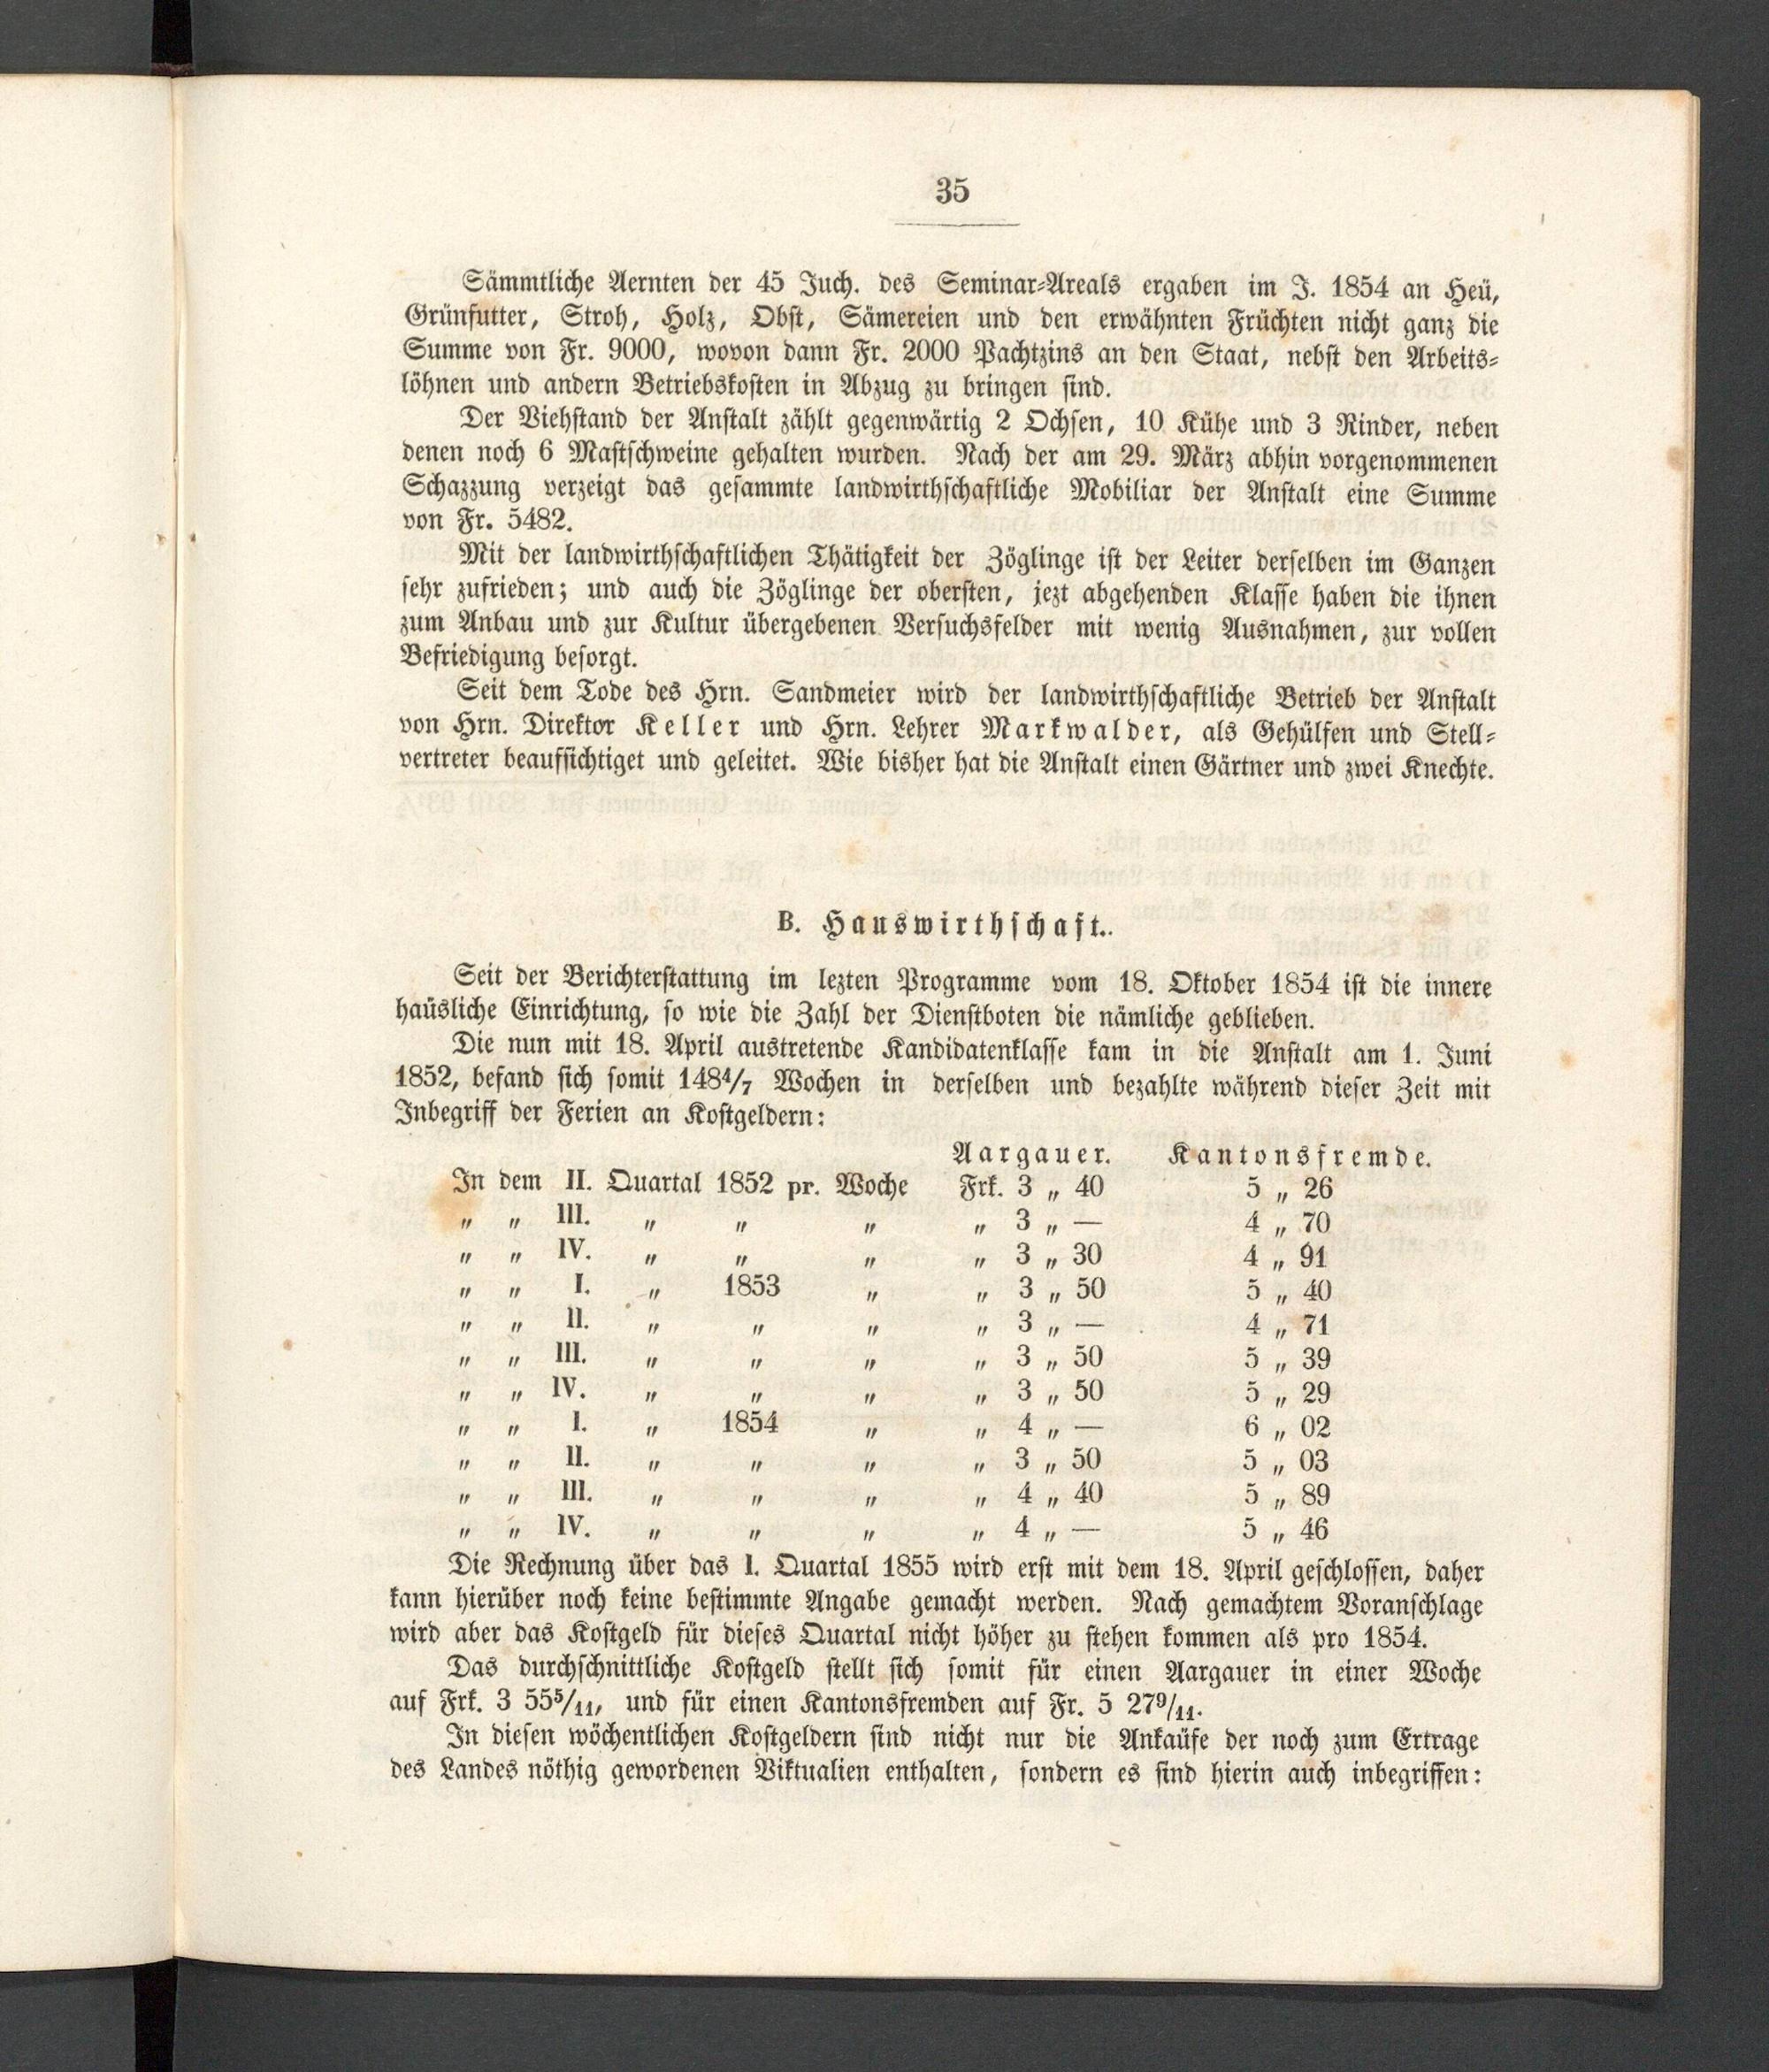 35
Sämmtliche Aernten der 45 Juch. des Seminar-Areals ergaben im J. 1854 an Heü,
Grünfutter, Stroh, Holz, Obst, Sämereien und den erwähnten Früchten nicht ganz die
Summe von Fr. 9000, wovon dann Fr. 2000 Pachtzins an den Staat, nebst den Arbeits-
löhnen und andern Betriebskosten in Abzug zu bringen sind.
Der Viehstand der Anstalt zählt gegenwärtig 2 Ochsen, 10 Kühe und 3 Rinder, neben
denen noch 6 Mastschweine gehalten wurden. Nach der am 29. März abhin vorgenommenen
Schazzung verzeigt das gesammte landwirthschaftliche Mobiliar der Anstalt eine Summe
von Fr. 5482.
Mit der landwirthschaftlichen Thätigkeit der Zöglinge ist der Leiter derselben im Ganzen
sehr zufrieden; und auch die Zöglinge der obersten, jezt abgehenden Klasse haben die ihnen
zum Anbau und zur Kultur übergebenen Versuchsfelder mit wenig Ausnahmen, zur vollen
Befriedigung besorgt.
Seit dem Tode des Hrn. Sandmeier wird der landwirthschaftliche Betrieb der Anstalt
von Hrn. Direktor Keller und Hrn. Lehrer Markwalder, als Gehülfen und Stell-
vertreter beaufsichtiget und geleitet. Wie bisher hat die Anstalt einen Gärtner und zwei Knechte.
B. Hauswirthschaft.
Seit der Berichterstattung im lezten Programme vom 18. Oktober 1854 ist die innere
haüsliche Einrichtung, so wie die Zahl der Dienstboten die nämliche geblieben.
Die nun mit 18. April austretende Kandidatenklasse kam in die Anstalt am 1. Juni
1852, befand sich somit 148⁴/₇ Wochen in derselben und bezahlte während dieser Zeit mit
Inbegriff der Ferien an Kostgeldern:
Aargauer. Kantonsfremde.
In dem II. Quartal 1852 pr. Woche Frk. 3 „ 40 5 „ 26
„ „ III. „ „ „ „ 3 „ — 4 „ 70
„ „ IV. „ „ „ „ 3 „ 30 4 „ 91
„ „ I. „ 1853 „ „ 3 „ 50 5 „ 40
„ „ II. „ „ „ „ 3 „ — 4 „ 71
„ „ III. „ „ „ „ 3 „ 50 5 „ 39
„ „ IV. „ „ „ „ 3 „ 50 5 „ 29
„ „ I. „ 1854 „ „ 4 „ — 6 „ 02
„ „ II. „ „ „ „ 3 „ 50 5 „ 03
„ „ III. „ „ „ „ 4 „ 40 5 „ 89
„ „ IV. „ „ „ „ 4 „ — 5 „ 46
Die Rechnung über das I. Quartal 1855 wird erst mit dem 18. April geschlossen, daher
kann hierüber noch keine bestimmte Angabe gemacht werden. Nach gemachtem Voranschlage
wird aber das Kostgeld für dieses Quartal nicht höher zu stehen kommen als pro 1854.
Das durchschnittliche Kostgeld stellt sich somit für einen Aargauer in einer Woche
auf Frk. 3 55⁵/₁₁, und für einen Kantonsfremden auf Fr. 5 27⁹/₁₁.
In diesen wöchentlichen Kostgeldern sind nicht nur die Ankaüfe der noch zum Ertrage
des Landes nöthig gewordenen Viktualien enthalten, sondern es sind hierin auch inbegriffen: